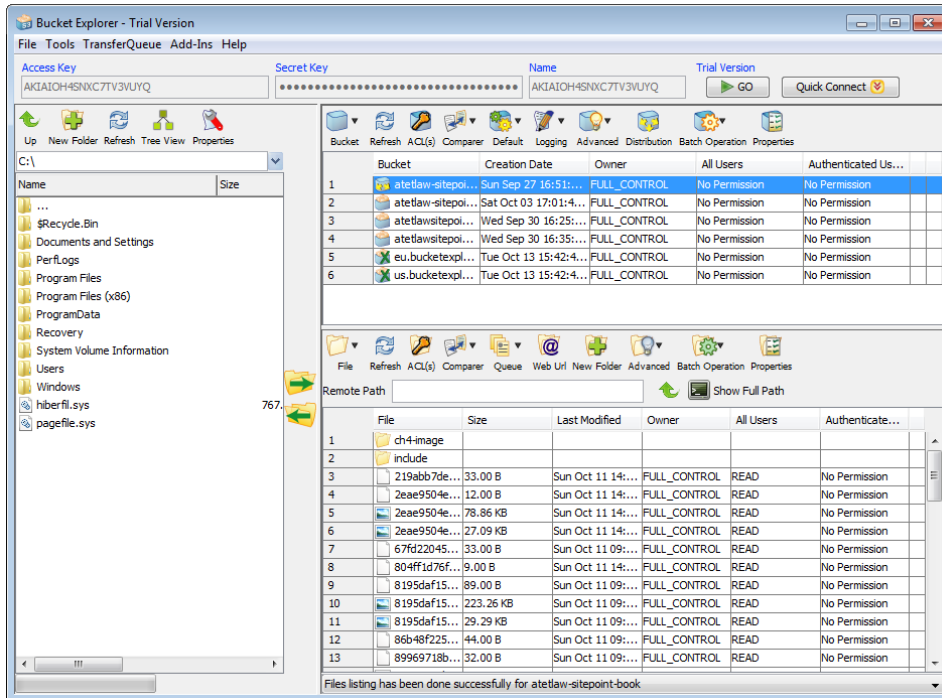 Bucket Explorer - Trial Version
File Tools TransferQueue Add-Ins Help
Access Key Secret Key Name Trial Version
AKIAIOH4SNXC7TV3VUYQ •••••••••••••••••••••••••••••••• AKIAIOH4SNXC7TV3VUYQ GO Quick Connect
Up New Folder Refresh Tree View Properties
C:\
Name Size
...
$Recycle.Bin
Documents and Settings
PerfLogs
Program Files
Program Files (x86)
ProgramData
Recovery
System Volume Information
Users
Windows
hiberfil.sys 767.
pagefile.sys
Bucket Refresh ACL(s) Comparer Default Logging Advanced Distribution Batch Operation Properties
Bucket Creation Date Owner All Users Authenticated Us...
1 atetlaw-sitepoi... Sun Sep 27 16:51:... FULL_CONTROL No Permission No Permission
2 atetlaw-sitepoi... Sat Oct 03 17:01:4... FULL_CONTROL No Permission No Permission
3 atetlawsitepoi... Wed Sep 30 16:25:... FULL_CONTROL No Permission No Permission
4 atetlawsitepoi... Wed Sep 30 16:35:... FULL_CONTROL No Permission No Permission
5 eu.bucketexpl... Tue Oct 13 15:42:4... FULL_CONTROL No Permission No Permission
6 us.bucketexpl... Tue Oct 13 15:42:4... FULL_CONTROL No Permission No Permission
File Refresh ACL(s) Comparer Queue Web Url New Folder Advanced Batch Operation Properties
Remote Path Show Full Path
File Size Last Modified Owner All Users Authenticate...
1 ch4-image
2 include
3 219abb7de... 33.00 B Sun Oct 11 14:... FULL_CONTROL READ No Permission
4 2eae9504e... 12.00 B Sun Oct 11 14:... FULL_CONTROL READ No Permission
5 2eae9504e... 78.86 KB Sun Oct 11 14:... FULL_CONTROL READ No Permission
6 2eae9504e... 27.09 KB Sun Oct 11 14:... FULL_CONTROL READ No Permission
7 67fd22045... 33.00 B Sun Oct 11 09:... FULL_CONTROL READ No Permission
8 804ff1d76f... 9.00 B Sun Oct 11 14:... FULL_CONTROL READ No Permission
9 8195daf15... 89.00 B Sun Oct 11 09:... FULL_CONTROL READ No Permission
10 8195daf15... 223.26 KB Sun Oct 11 09:... FULL_CONTROL READ No Permission
11 8195daf15... 29.29 KB Sun Oct 11 09:... FULL_CONTROL READ No Permission
12 86b48f225... 44.00 B Sun Oct 11 09:... FULL_CONTROL READ No Permission
13 89969718b... 32.00 B Sun Oct 11 09:... FULL_CONTROL READ No Permission
Files listing has been done successfully for atetlaw-sitepoint-book